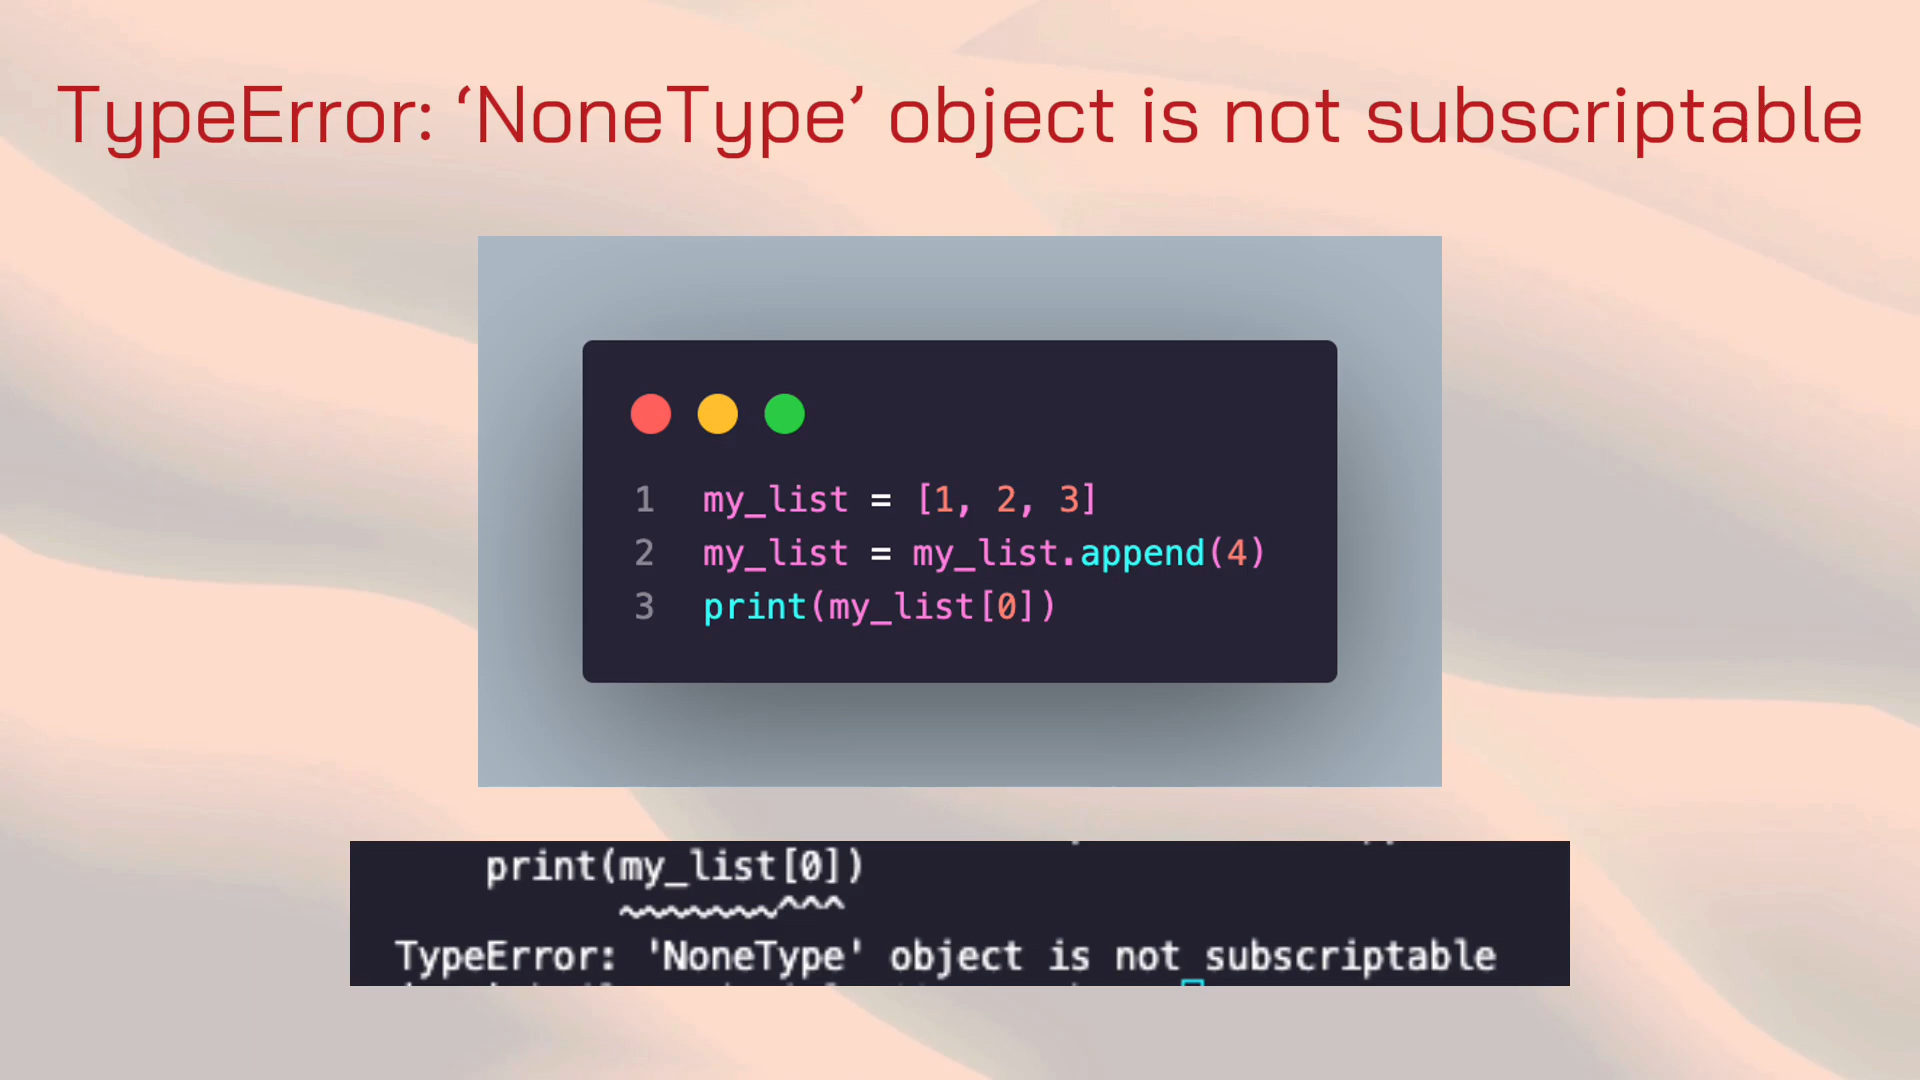 TypeError: ‘NoneType’ object is not subscriptable
1 my_list = [1, 2, 3]
2 my_list = my_list.append(4)
3 print(my_list[0])
print(my_list[0])
~~~~~~~^^^
TypeError: 'NoneType' object is not subscriptable